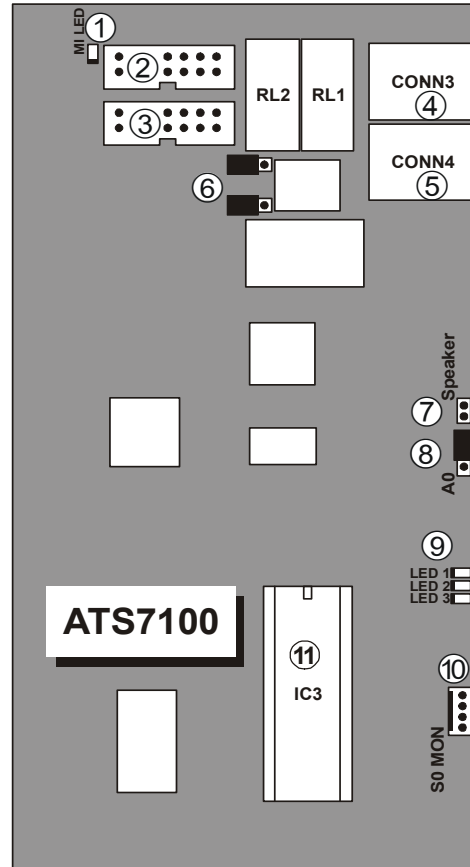 1
MI LED
2
RL2
RL1
CONN3
4
3
CONN4
5
6
Speaker
7
8
A0
9
LED 1
LED 2
LED 3
ATS7100
11
IC3
10
S0 MON